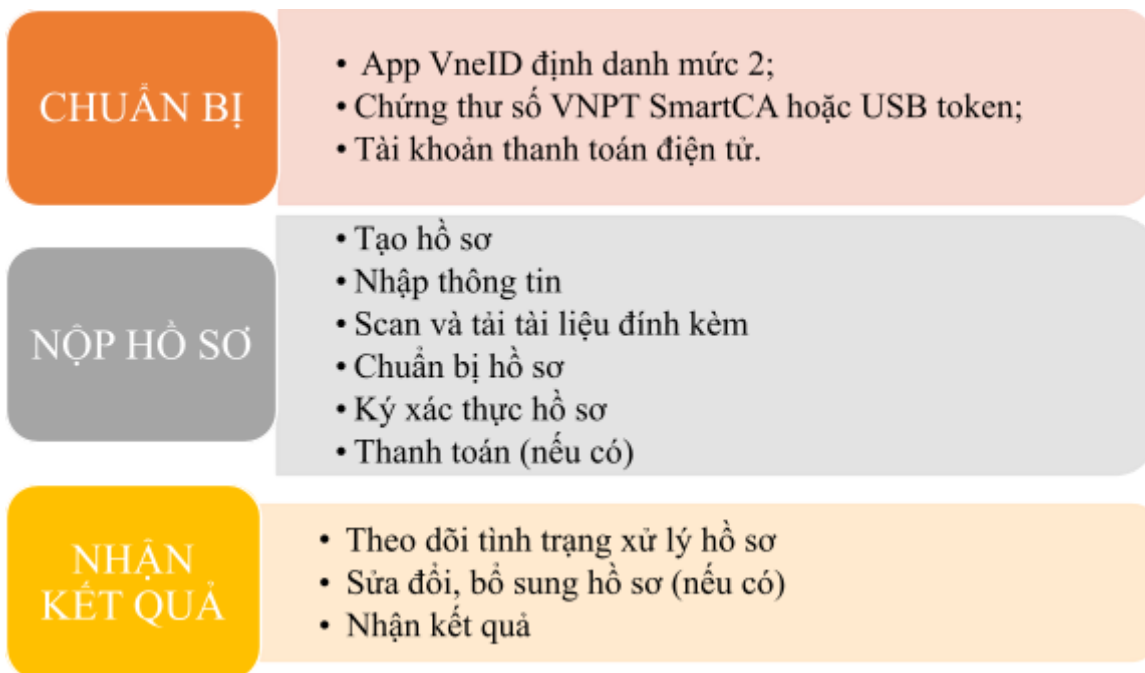 CHUẨN BỊ
• App VneID định danh mức 2;
• Chứng thư số VNPT SmartCA hoặc USB token;
• Tài khoản thanh toán điện tử.
NỘP HỒ SƠ
• Tạo hồ sơ
• Nhập thông tin
• Scan và tải tài liệu đính kèm
• Chuẩn bị hồ sơ
• Ký xác thực hồ sơ
• Thanh toán (nếu có)
NHẬN
KẾT QUẢ
• Theo dõi tình trạng xử lý hồ sơ
• Sửa đổi, bổ sung hồ sơ (nếu có)
• Nhận kết quả